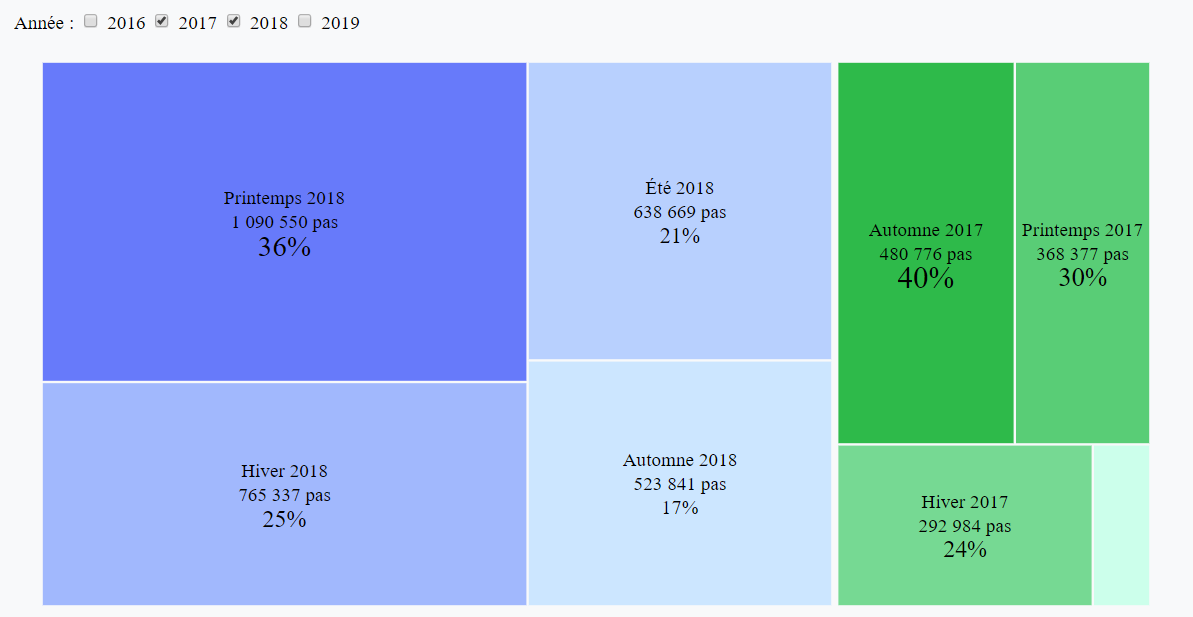 Année : 2016 2017 2018 2019
Printemps 2018
1 090 550 pas
36%
Été 2018
638 669 pas
21%
Automne 2017
480 776 pas
40%
Printemps 2017
368 377 pas
30%
Hiver 2018
765 337 pas
25%
Automne 2018
523 841 pas
17%
Hiver 2017
292 984 pas
24%